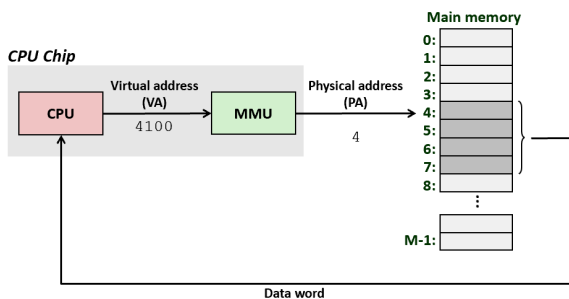 Main memory
0:
1:
CPU Chip
2:
Virtual address
(VA)
Physical address
(PA)
3:
CPU
MMU
4:
4100
4
5:
6:
7:
8:
...
M-1:
Data word